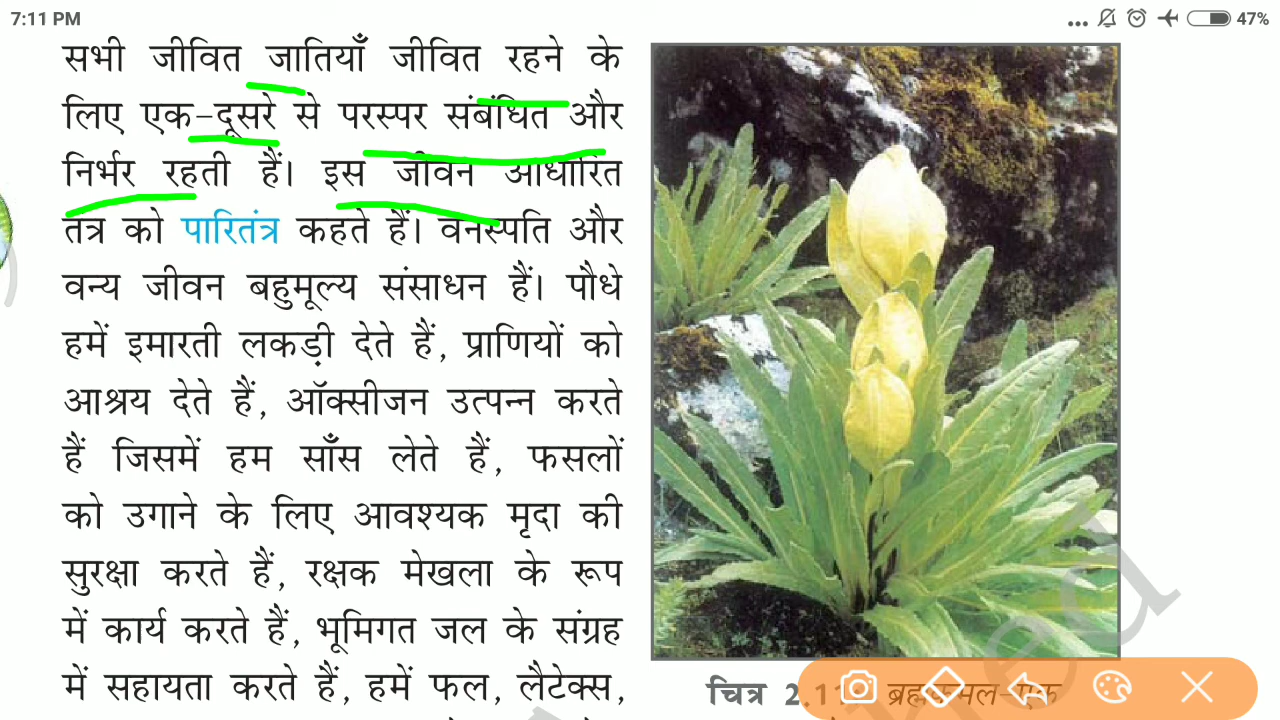 7:11 PM
47%
सभी जीवित जातियाँ जीवित रहने के
लिए एक-दूसरे से परस्पर संबंधित और
निर्भर रहती हैं। इस जीवन आधारित
तंत्र को पारितंत्र कहते हैं। वनस्पति और
वन्य जीवन बहुमूल्य संसाधन हैं। पौधे
हमें इमारती लकड़ी देते हैं, प्राणियों को
आश्रय देते हैं, ऑक्सीजन उत्पन्न करते
हैं जिसमें हम साँस लेते हैं, फसलों
को उगाने के लिए आवश्यक मृदा की
सुरक्षा करते हैं, रक्षक मेखला के रूप
में कार्य करते हैं, भूमिगत जल के संग्रह
में सहायता करते हैं, हमें फल, लैटेक्स,
चित्र 2.1 ब्रह्मकमल-एक